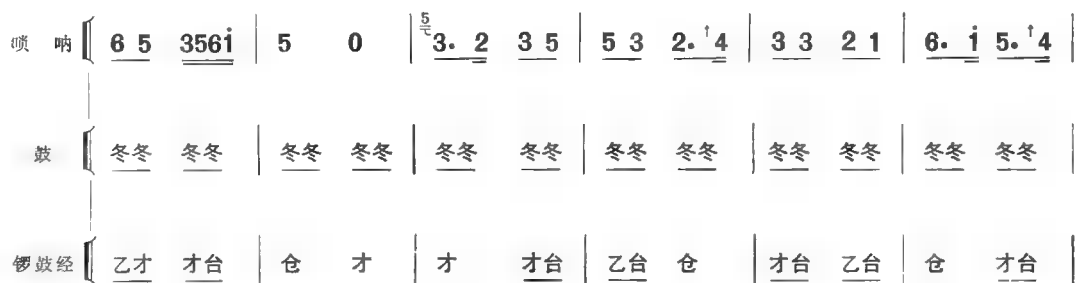 唢 呐 6 5 3561̇ | 5 0 | ⁵3. 2 3 5 | 5 3 2. ↑4 | 3 3 2 1 | 6. 1̇ 5. ↑4 |
鼓 冬冬 冬冬 | 冬冬 冬冬 | 冬冬 冬冬 | 冬冬 冬冬 | 冬冬 冬冬 | 冬冬 冬冬 |
锣鼓经 乙才 才台 | 仓 才 | 才 才台 | 乙台 仓 | 才台 乙台 | 仓 才台 |